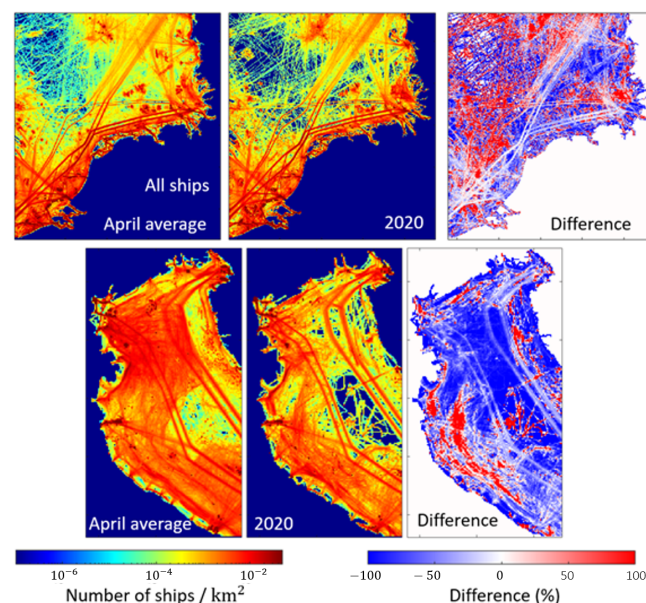 All ships
April average
2020
Difference
April average
2020
Difference
10⁻⁶ 10⁻⁴ 10⁻²
Number of ships / km²
−100 −50 0 50 100
Difference (%)